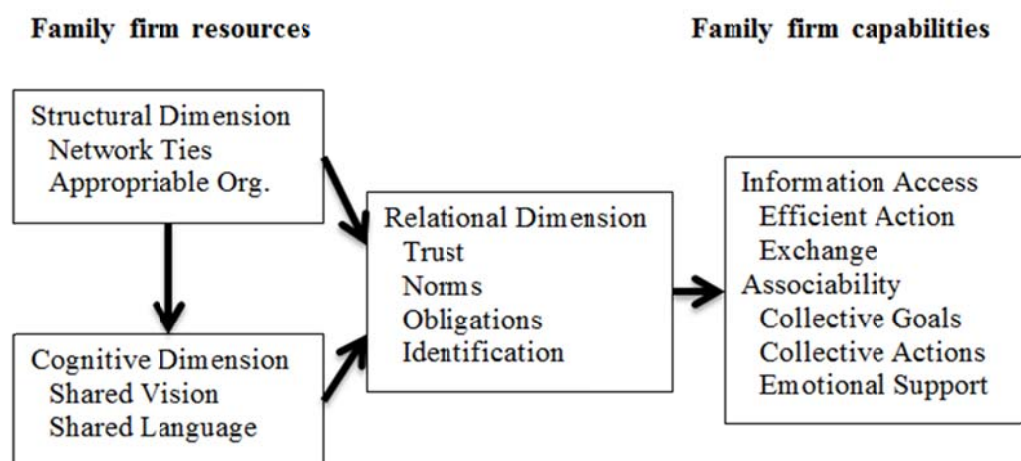 Family firm resources
Family firm capabilities
Structural Dimension
Network Ties
Appropriable Org.
Cognitive Dimension
Shared Vision
Shared Language
Relational Dimension
Trust
Norms
Obligations
Identification
Information Access
Efficient Action
Exchange
Associability
Collective Goals
Collective Actions
Emotional Support